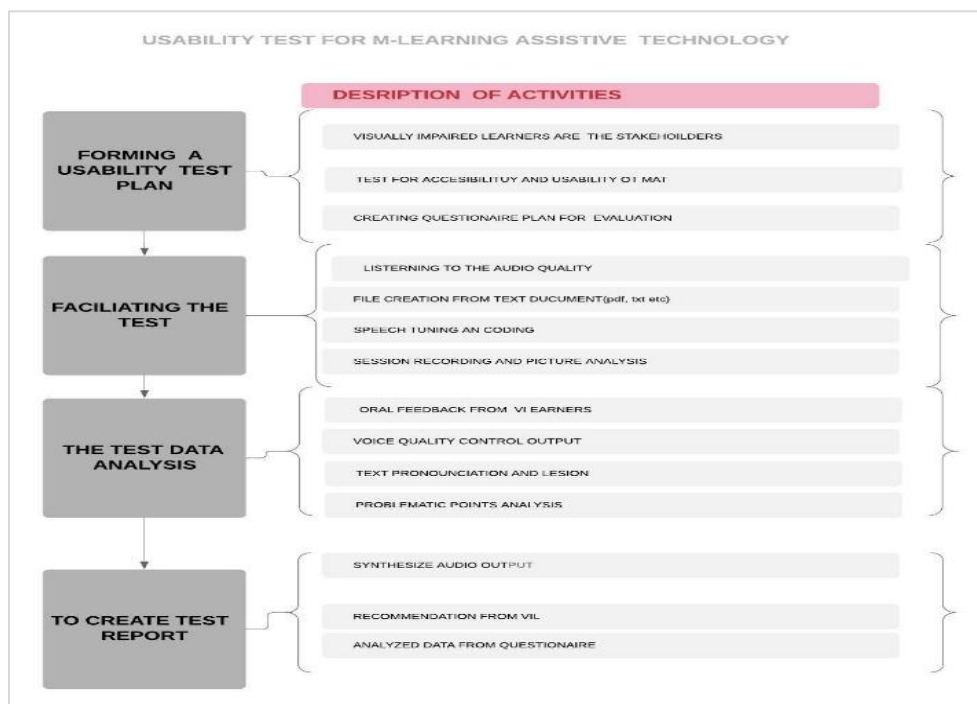 USABILITY TEST FOR M-LEARNING ASSISTIVE TECHNOLOGY
DESRIPTION OF ACTIVITIES
FORMING A
USABILITY TEST
PLAN
VISUALLY IMPAIRED LEARNERS ARE THE STAKEHOILDERS
TEST FOR ACCESIBILITUY AND USABILITY OT MAT
CREATING QUESTIONAIRE PLAN FOR EVALUATION
FACILIATING THE
TEST
LISTERNING TO THE AUDIO QUALITY
FILE CREATION FROM TEXT DUCUMENT(pdf, txt etc)
SPEECH TUNING AN CODING
SESSION RECORDING AND PICTURE ANALYSIS
THE TEST DATA
ANALYSIS
ORAL FEEDBACK FROM VI EARNERS
VOICE QUALITY CONTROL OUTPUT
TEXT PRONOUNCIATION AND LESION
PROBLEMATIC POINTS ANALYSIS
TO CREATE TEST
REPORT
SYNTHESIZE AUDIO OUTPUT
RECOMMENDATION FROM VIL
ANALYZED DATA FROM QUESTIONAIRE